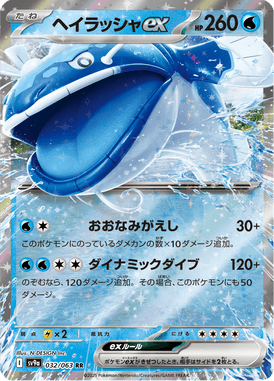 たね ヘイラッシャex HP260
おおなみがえし 30+
このポケモンにのっているダメカンの数×10ダメージ追加。
ダイナミックダイブ 120+
のぞむなら、120ダメージ追加。その場合、このポケモンにも50ダメージ。
弱点 ×2 抵抗力 にげる
Illus. N-DESIGN Inc.
exルール
ポケモンexがきぜつしたとき、相手はサイドを2枚とる。
SV9a 032/063 RR
©2025 Pokémon/Nintendo/Creatures/GAME FREAK.